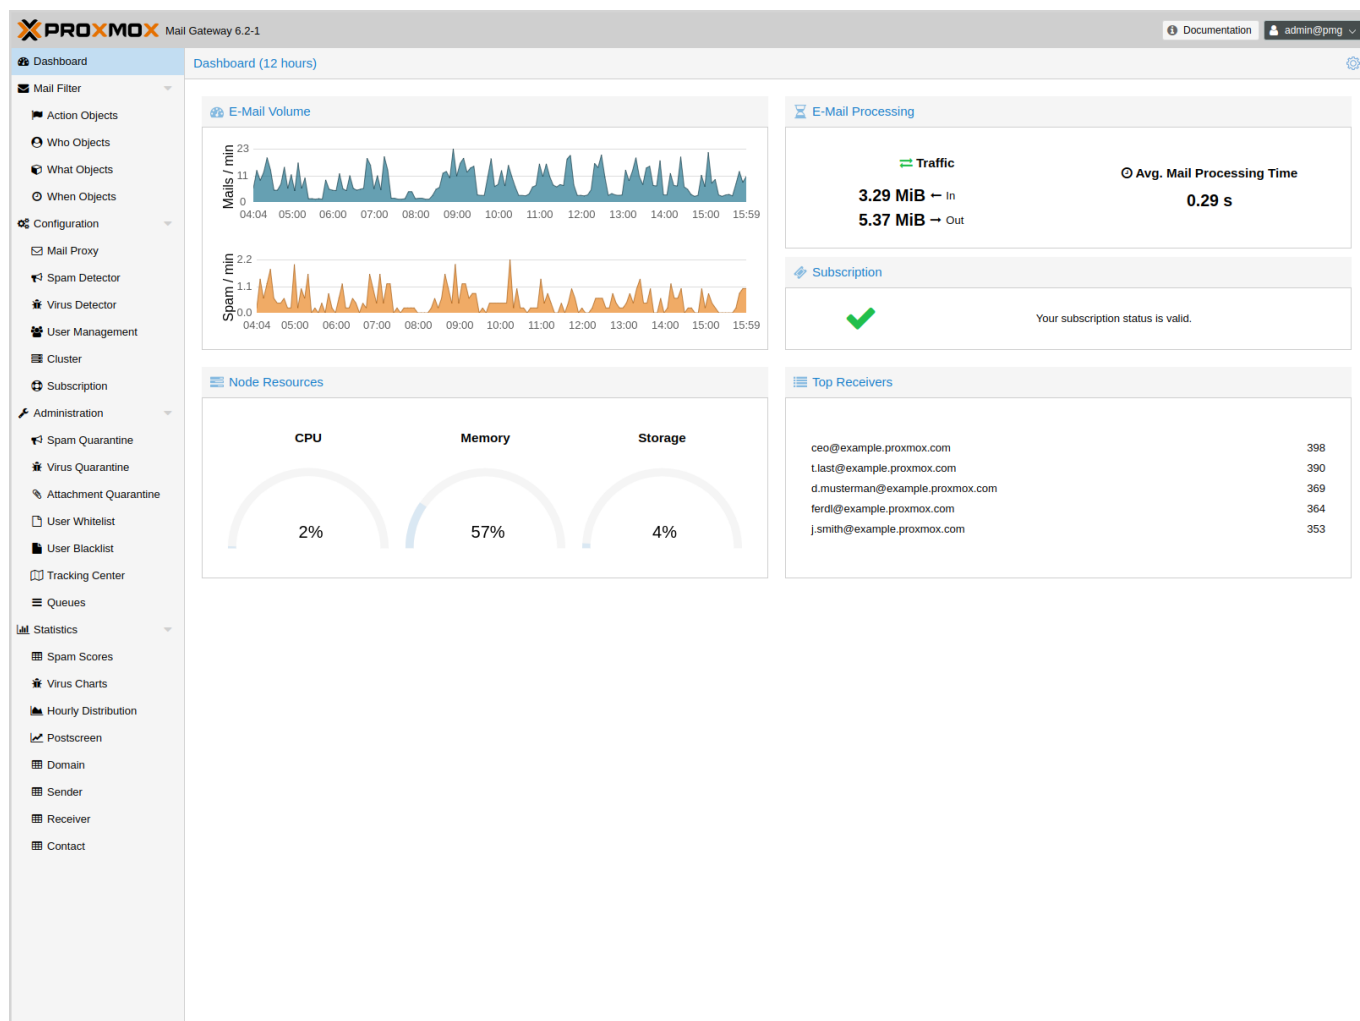 PROXMOX Mail Gateway 6.2-1
Documentation
admin@pmg
Dashboard
Mail Filter
Action Objects
Who Objects
What Objects
When Objects
Configuration
Mail Proxy
Spam Detector
Virus Detector
User Management
Cluster
Subscription
Administration
Spam Quarantine
Virus Quarantine
Attachment Quarantine
User Whitelist
User Blacklist
Tracking Center
Queues
Statistics
Spam Scores
Virus Charts
Hourly Distribution
Postscreen
Domain
Sender
Receiver
Contact
Dashboard (12 hours)
E-Mail Volume
Mails / min
23
11
0
04:04 05:00 06:00 07:00 08:00 09:00 10:00 11:00 12:00 13:00 14:00 15:00 15:59
Spam / min
2.2
1.1
0.0
04:04 05:00 06:00 07:00 08:00 09:00 10:00 11:00 12:00 13:00 14:00 15:00 15:59
E-Mail Processing
Traffic
3.29 MiB ← In
5.37 MiB → Out
Avg. Mail Processing Time
0.29 s
Subscription
Your subscription status is valid.
Node Resources
CPU Memory Storage
2% 57% 4%
Top Receivers
ceo@example.proxmox.com 398
t.last@example.proxmox.com 390
d.musterman@example.proxmox.com 369
ferdl@example.proxmox.com 364
j.smith@example.proxmox.com 353